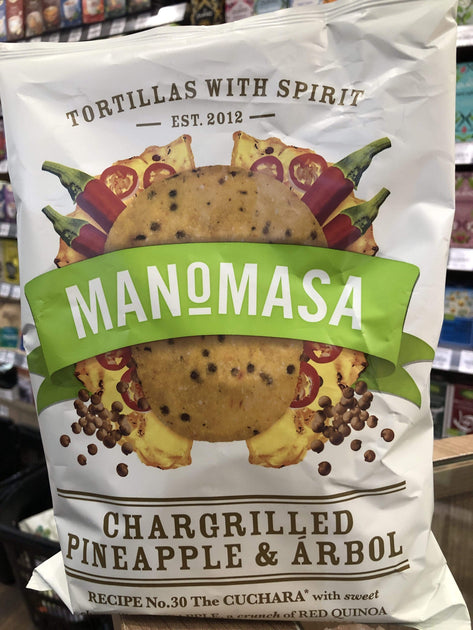 TORTILLAS WITH SPIRIT
EST. 2012
MANOMASA
CHARGRILLED
PINEAPPLE & ÁRBOL
RECIPE No.30 The CUCHARA* with sweet
a crunch of RED QUINOA